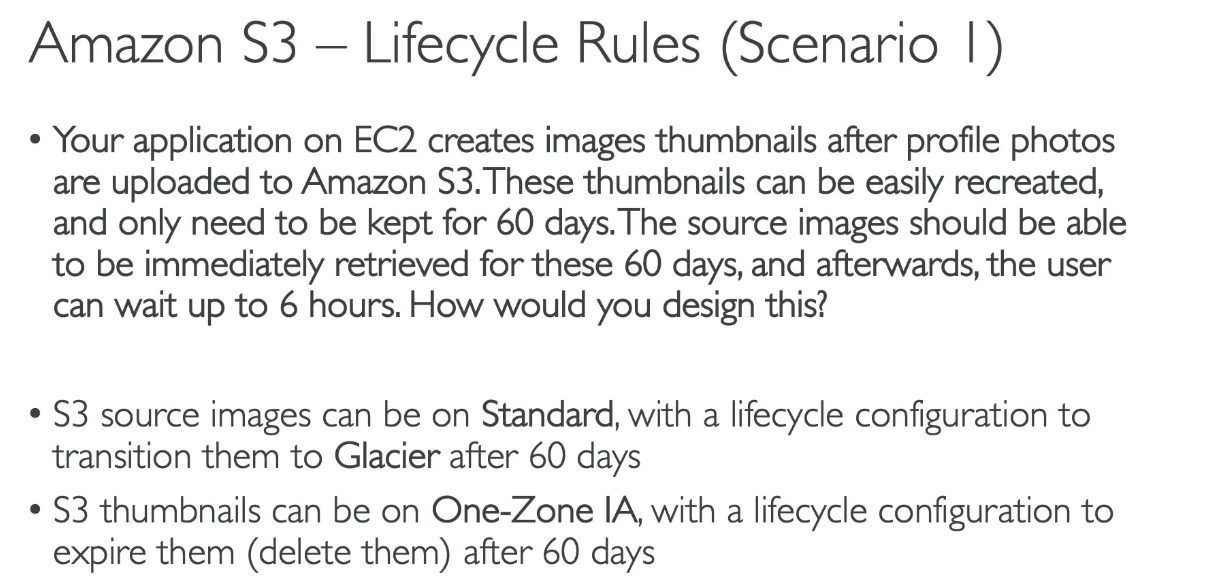 Amazon S3 – Lifecycle Rules (Scenario 1)
• Your application on EC2 creates images thumbnails after profile photos
are uploaded to Amazon S3. These thumbnails can be easily recreated,
and only need to be kept for 60 days. The source images should be able
to be immediately retrieved for these 60 days, and afterwards, the user
can wait up to 6 hours. How would you design this?
• S3 source images can be on Standard, with a lifecycle configuration to
transition them to Glacier after 60 days
• S3 thumbnails can be on One-Zone IA, with a lifecycle configuration to
expire them (delete them) after 60 days